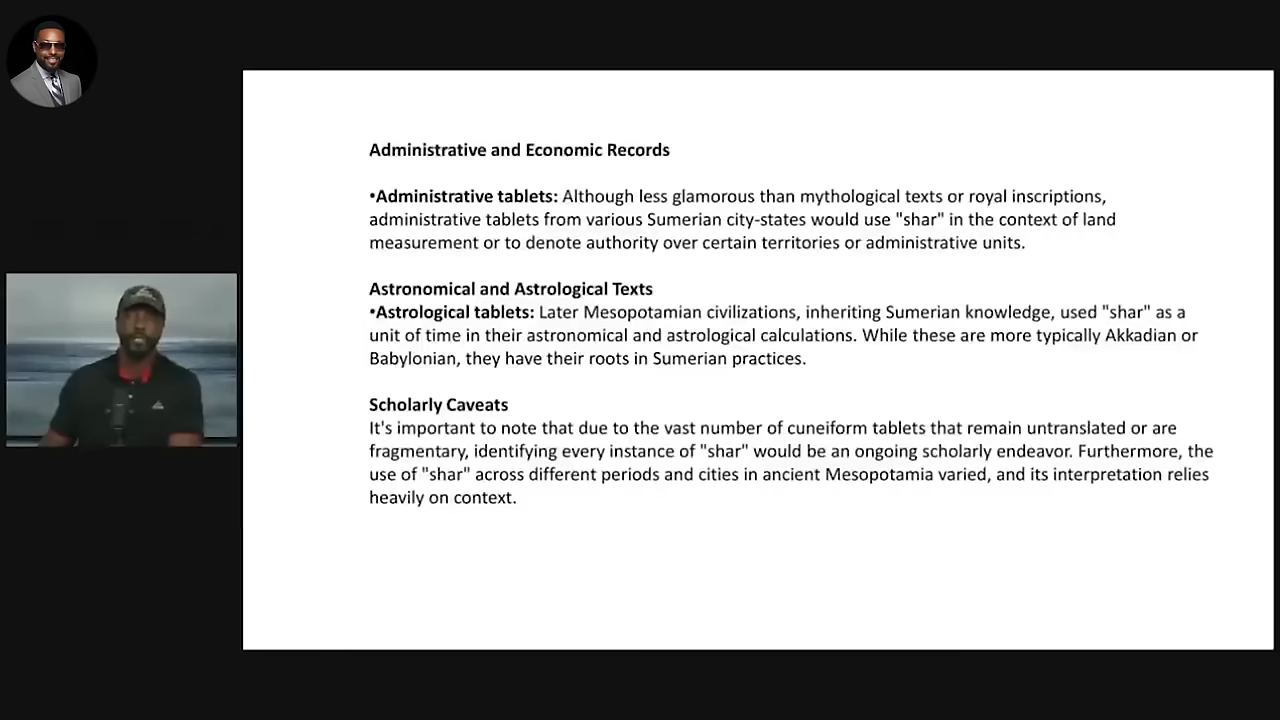 Administrative and Economic Records
•Administrative tablets: Although less glamorous than mythological texts or royal inscriptions,
administrative tablets from various Sumerian city-states would use "shar" in the context of land
measurement or to denote authority over certain territories or administrative units.
Astronomical and Astrological Texts
•Astrological tablets: Later Mesopotamian civilizations, inheriting Sumerian knowledge, used "shar" as a
unit of time in their astronomical and astrological calculations. While these are more typically Akkadian or
Babylonian, they have their roots in Sumerian practices.
Scholarly Caveats
It's important to note that due to the vast number of cuneiform tablets that remain untranslated or are
fragmentary, identifying every instance of "shar" would be an ongoing scholarly endeavor. Furthermore, the
use of "shar" across different periods and cities in ancient Mesopotamia varied, and its interpretation relies
heavily on context.